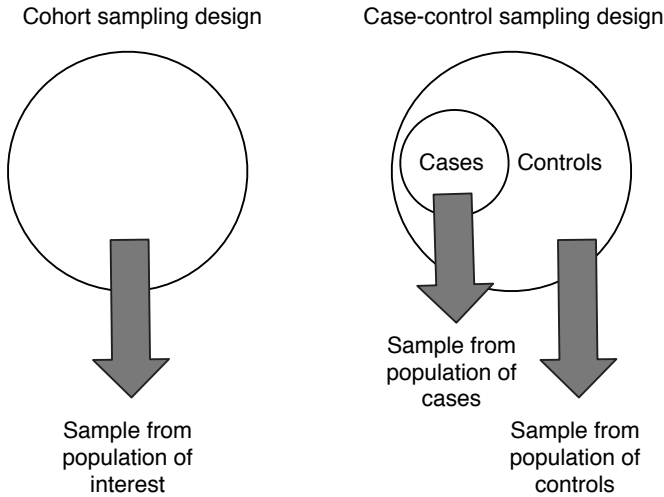 Cohort sampling design
Sample from
population of
interest
Case-control sampling design
Cases
Controls
Sample from
population of
cases
Sample from
population of
controls